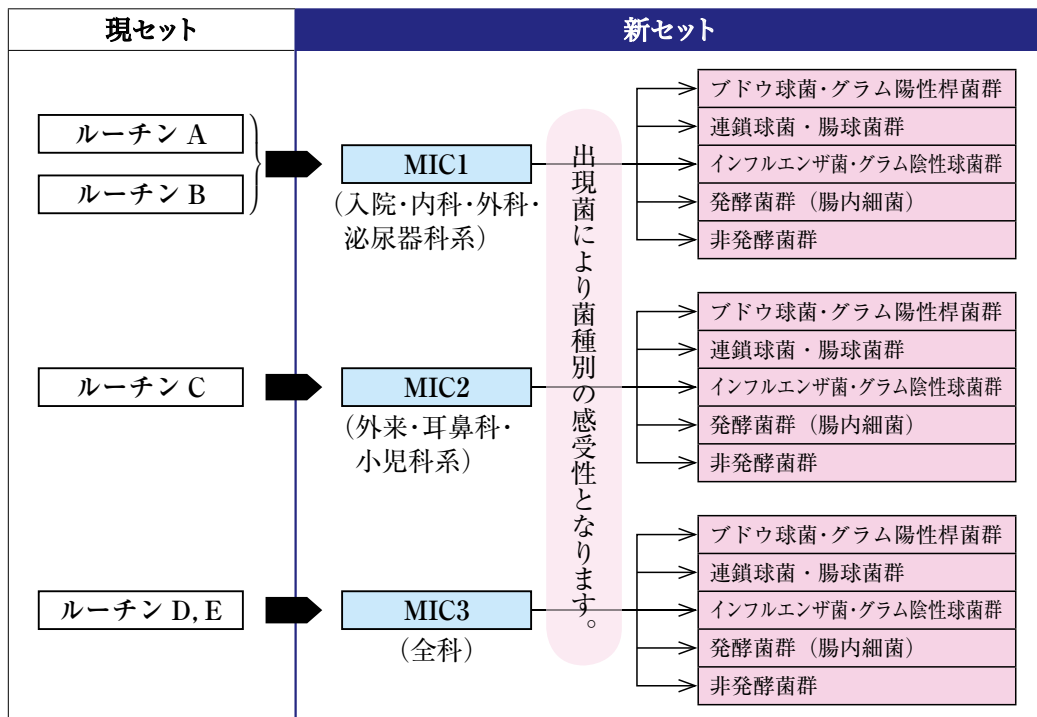 現セット
新セット
ルーチン A
ルーチン B
MIC1
(入院・内科・外科・
泌尿器科系)
ブドウ球菌・グラム陽性桿菌群
連鎖球菌・腸球菌群
インフルエンザ菌・グラム陰性球菌群
発酵菌群（腸内細菌）
非発酵菌群
ルーチン C
MIC2
(外来・耳鼻科・
小児科系)
ブドウ球菌・グラム陽性桿菌群
連鎖球菌・腸球菌群
インフルエンザ菌・グラム陰性球菌群
発酵菌群（腸内細菌）
非発酵菌群
ルーチン D, E
MIC3
(全科)
ブドウ球菌・グラム陽性桿菌群
連鎖球菌・腸球菌群
インフルエンザ菌・グラム陰性球菌群
発酵菌群（腸内細菌）
非発酵菌群
出現菌により菌種別の感受性となります。